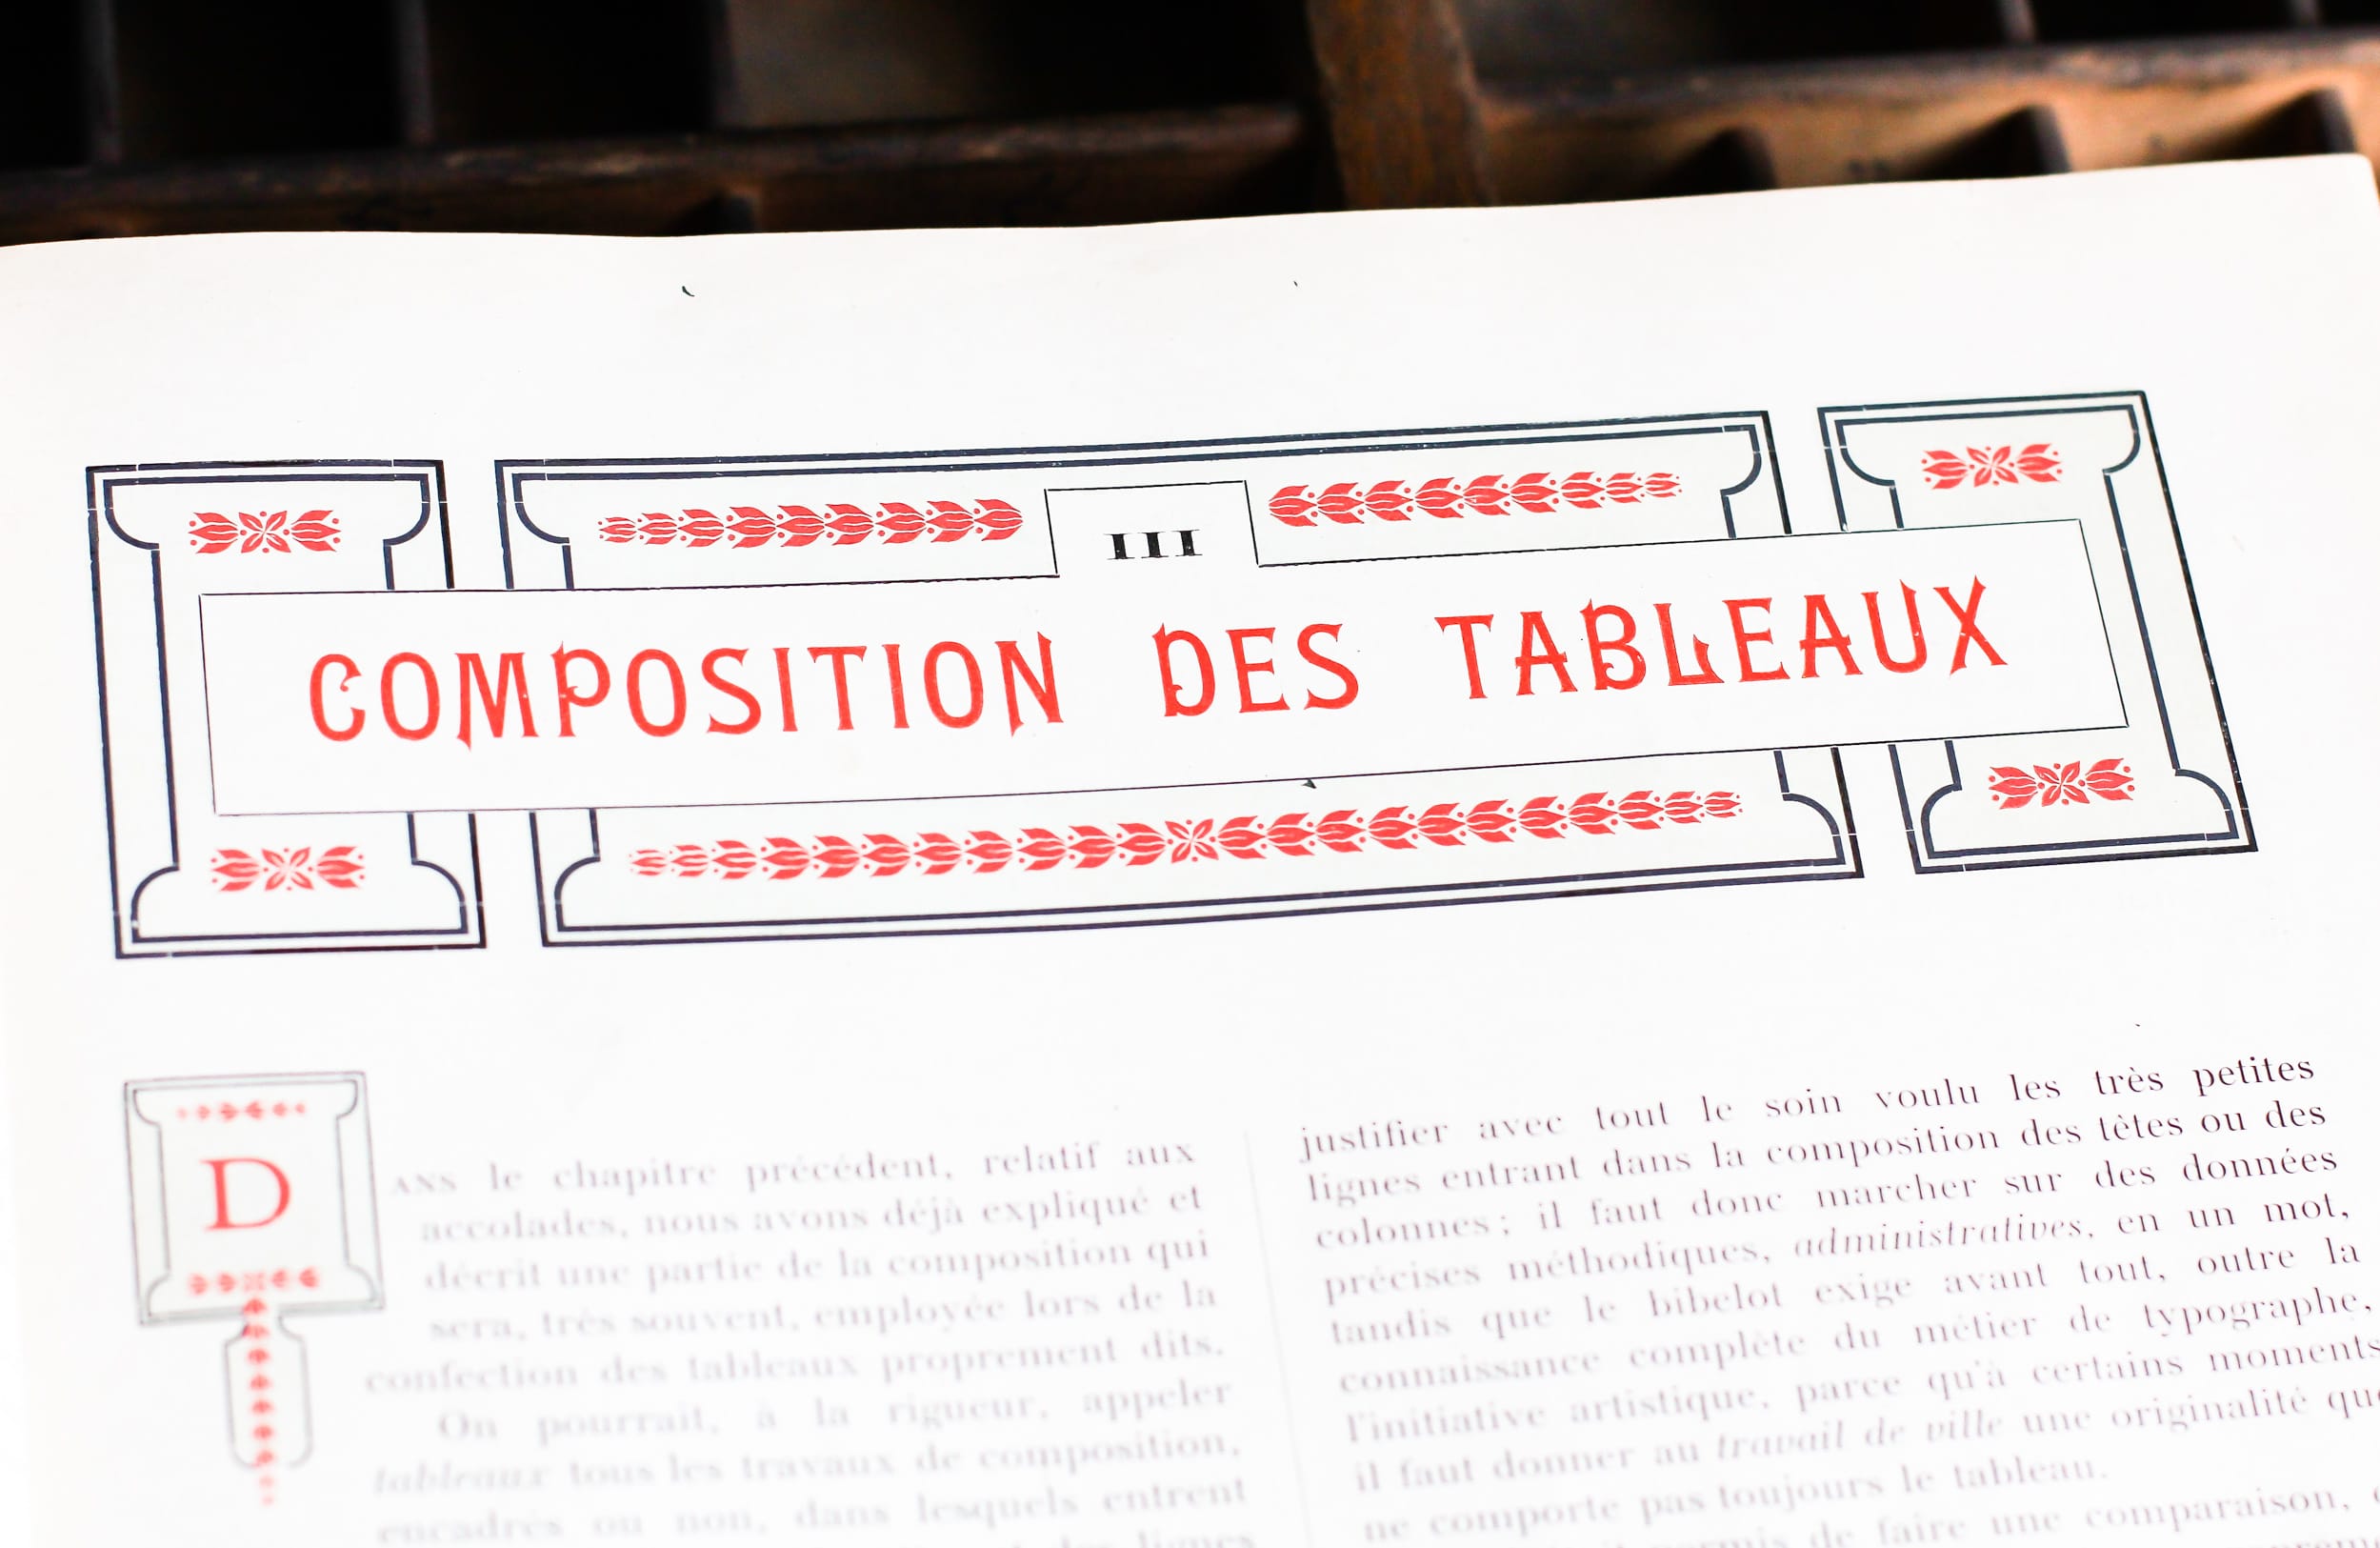 III
COMPOSITION DES TABLEAUX
DANS le chapitre précédent, relatif aux
accolades, nous avons déjà expliqué et
décrit une partie de la composition qui
sera, très souvent, employée lors de la
confection des tableaux proprement dits.
On pourrait, à la rigueur, appeler
tableaux tous les travaux de composition,
encadrés ou non, dans lesquels entrent
des lignes
justifier avec tout le soin voulu les très petites
lignes entrant dans la composition des têtes ou des
colonnes; il faut donc marcher sur des données
précises méthodiques, administratives, en un mot,
tandis que le bibelot exige avant tout, outre la
connaissance complète du métier de typographe,
l'initiative artistique, parce qu'à certains moments
il faut donner au travail de ville une originalité que
ne comporte pas toujours le tableau.
permis de faire une comparaison,